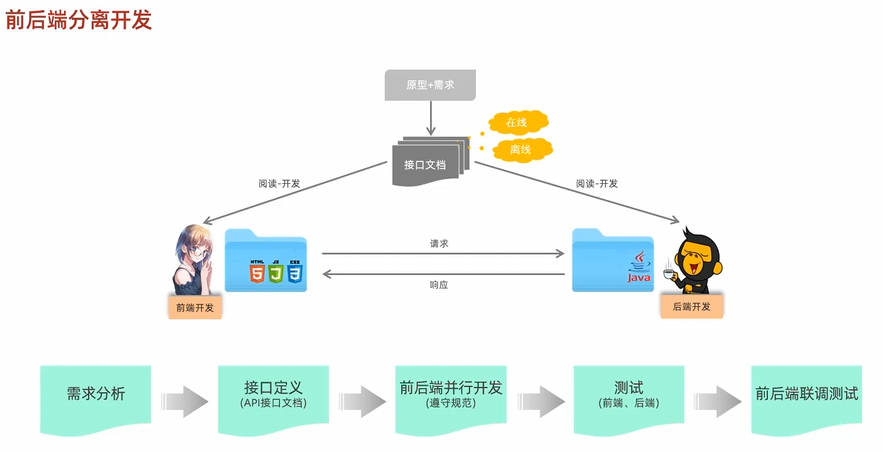 前后端分离开发
原型+需求
在线
离线
接口文档
阅读-开发
阅读-开发
HTML
5
JS
CSS
3
请求
Java
响应
前端开发
后端开发
需求分析
接口定义
(API接口文档)
前后端并行开发
(遵守规范)
测试
(前端、后端)
前后端联调测试